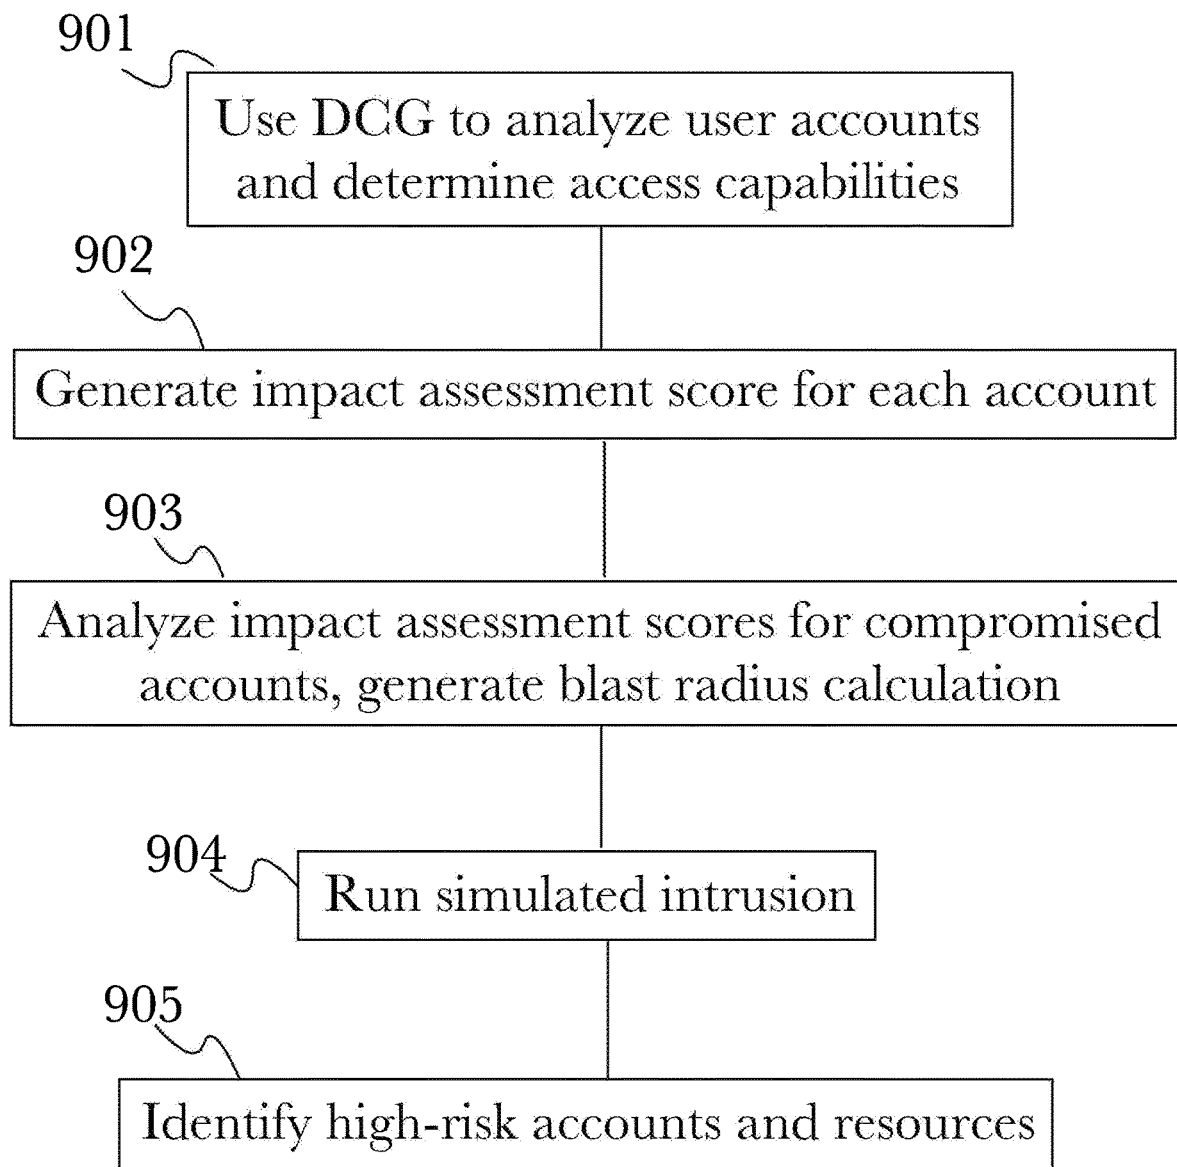 901
Use DCG to analyze user accounts
and determine access capabilities
902
Generate impact assessment score for each account
903
Analyze impact assessment scores for compromised
accounts, generate blast radius calculation
904
Run simulated intrusion
905
Identify high-risk accounts and resources